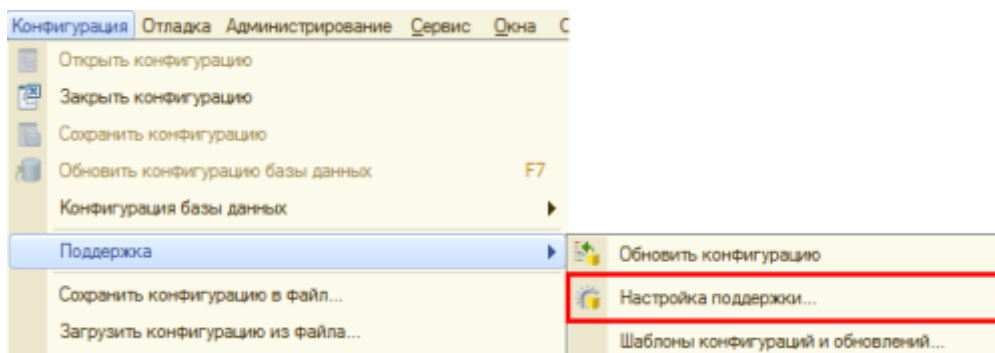 Конфигурация Отладка Администрирование Сервис Окна С
Открыть конфигурацию
Закрыть конфигурацию
Сохранить конфигурацию
Обновить конфигурацию базы данных F7
Конфигурация базы данных
Поддержка
Обновить конфигурацию
Настройка поддержки...
Шаблоны конфигураций и обновлений...
Сохранить конфигурацию в файл...
Загрузить конфигурацию из файла...